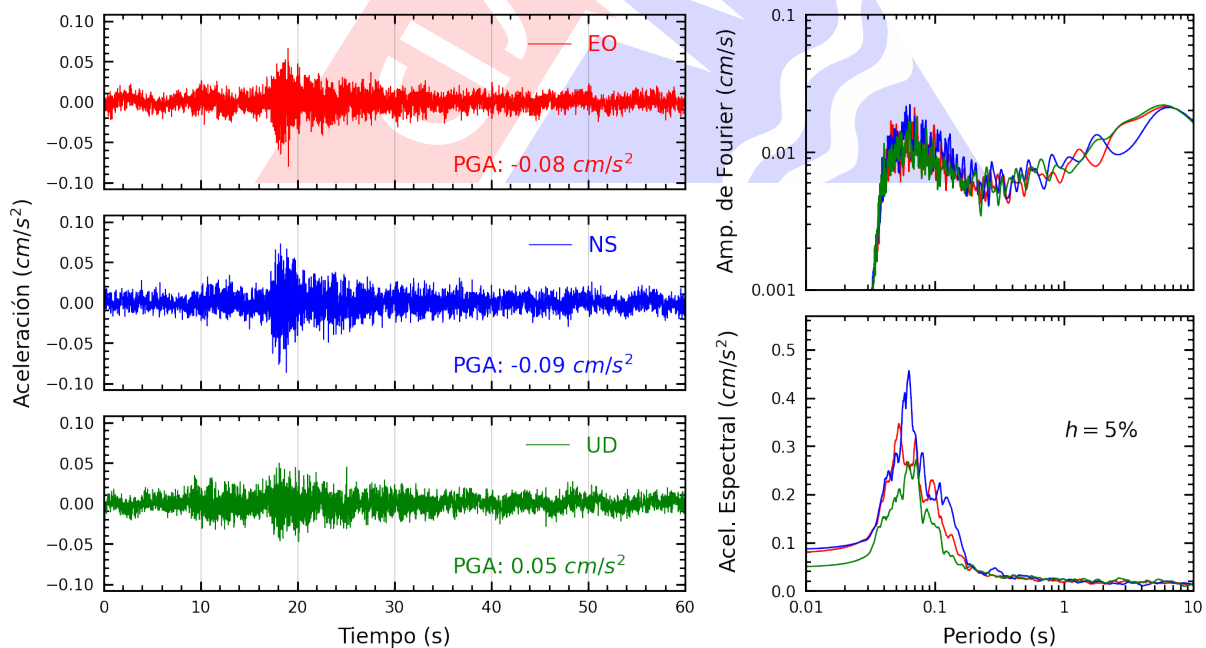 Aceleración (cm/s²)
0.10
0.05
0.00
−0.05
−0.10
EO
PGA: -0.08 cm/s²
0.10
0.05
0.00
−0.05
−0.10
NS
PGA: -0.09 cm/s²
0.10
0.05
0.00
−0.05
−0.10
UD
PGA: 0.05 cm/s²
0 10 20 30 40 50 60
Tiempo (s)
Amp. de Fourier (cm/s)
0.1
0.01
0.001
Acel. Espectral (cm/s²)
0.5
0.4
0.3
0.2
0.1
0.0
h = 5%
0.01 0.1 1 10
Periodo (s)